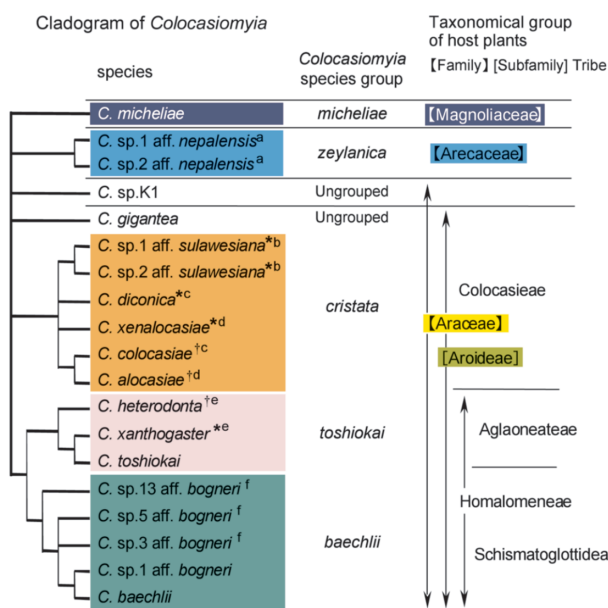 Cladogram of Colocasiomyia
Taxonomical group
of host plants
species
Colocasiomyia
species group
【Family】 [Subfamily] Tribe
C. micheliae
micheliae
【Magnoliaceae】
C. sp.1 aff. nepalensis a
C. sp.2 aff. nepalensis a
zeylanica
【Arecaceae】
C. sp.K1
Ungrouped
C. gigantea
Ungrouped
C. sp.1 aff. sulawesiana*b
C. sp.2 aff. sulawesiana*b
C. diconica*c
C. xenalocasiae*d
C. colocasiae†c
C. alocasiae†d
cristata
Colocasieae
【Araceae】
[Aroideae]
C. heterodonta†e
C. xanthogaster*e
C. toshiokai
toshiokai
Aglaoneateae
C. sp.13 aff. bogneri f
C. sp.5 aff. bogneri f
C. sp.3 aff. bogneri f
C. sp.1 aff. bogneri
C. baechlii
baechlii
Homalomeneae
Schismatoglottidea